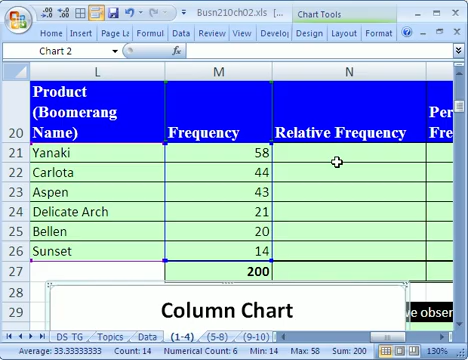 Busn210ch02.xls [... Chart Tools
Home Insert Page La Formul Data Review View Develo Design Layout Format
Chart 2 fx
L M N
Product (Boomerang Name) Frequency Relative Frequency Per Fre
20
21 Yanaki 58
22 Carlota 44
23 Aspen 43
24 Delicate Arch 21
25 Bellen 20
26 Sunset 14
27 200
28
Column Chart
29 ve obser
DS TG Topics Data (1-4) (5-8) (9-10)
Average: 33.33333333 Count: 14 Numerical Count: 6 Min: 14 Max: 58 Sum: 200 130%